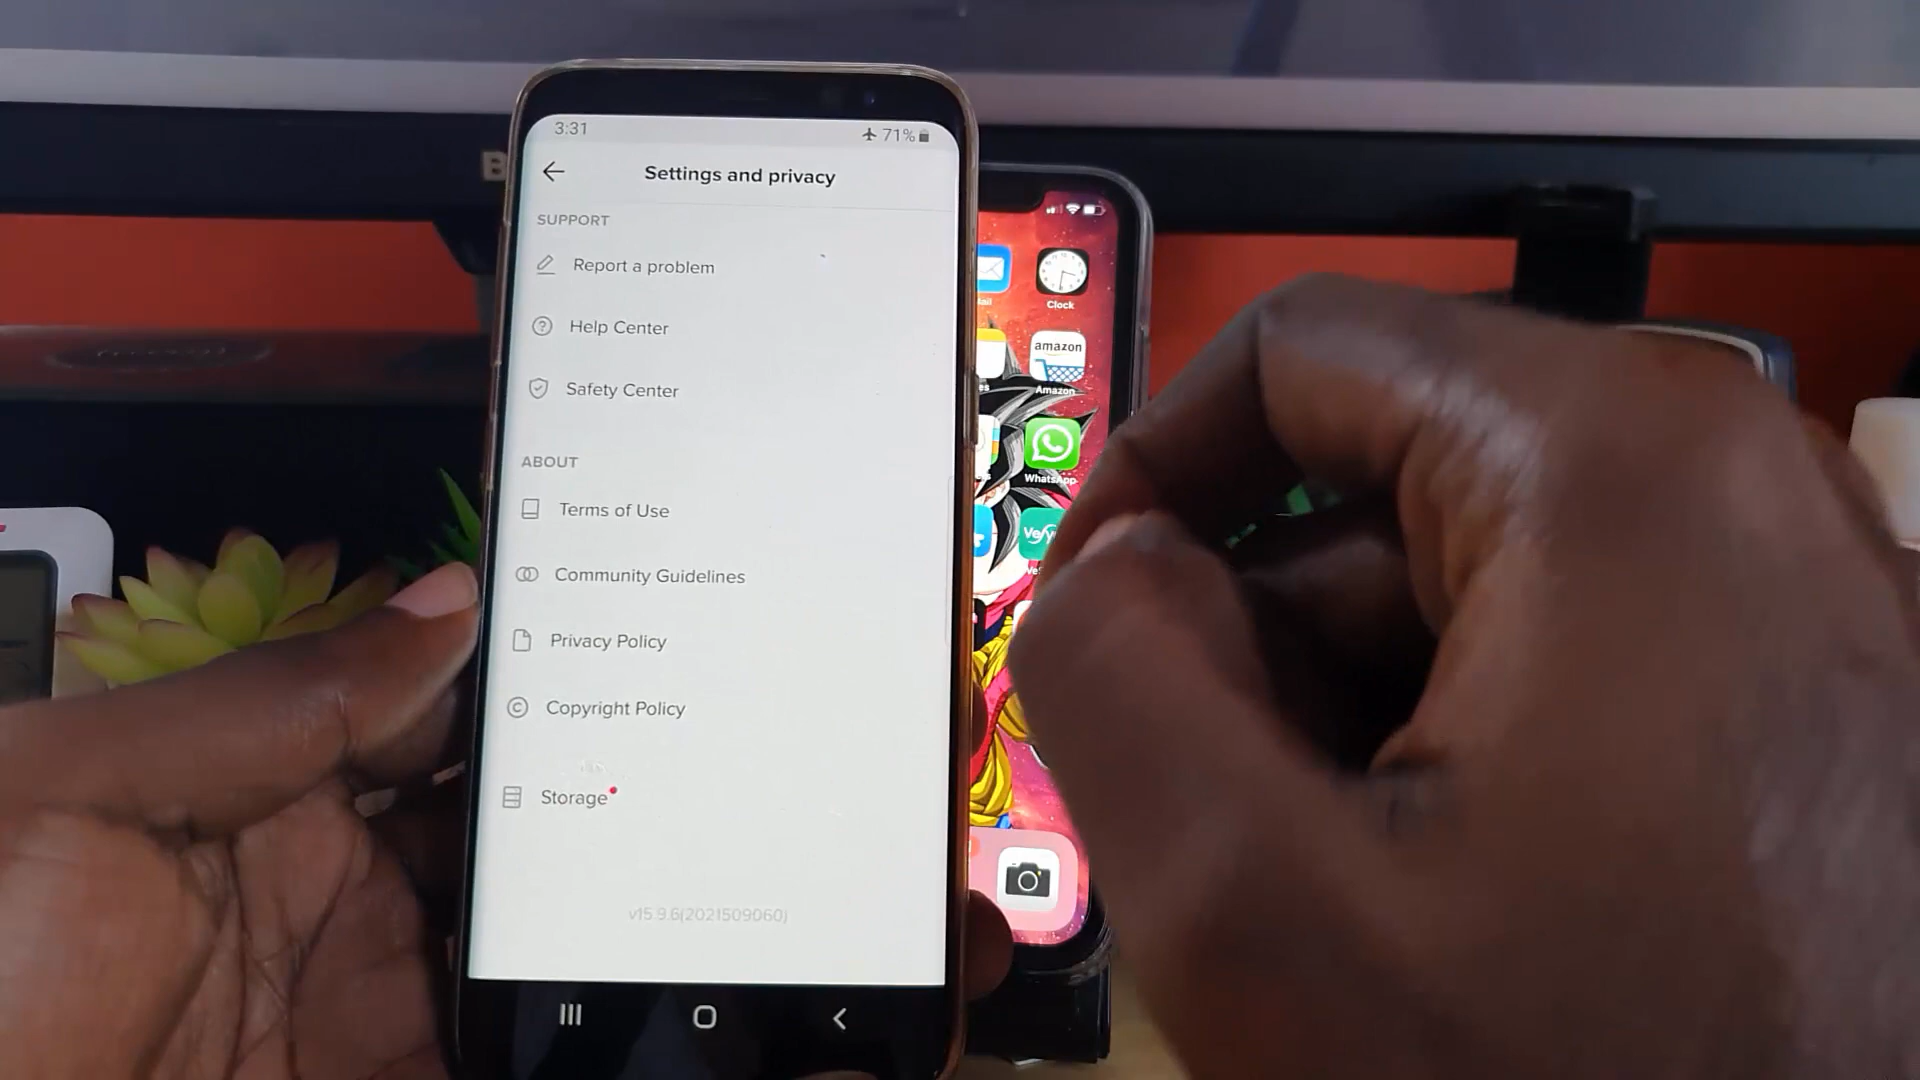 3:31
71%
Settings and privacy
SUPPORT
Report a problem
Help Center
Safety Center
ABOUT
Terms of Use
Community Guidelines
Privacy Policy
Copyright Policy
Storage
v15.9.6(2021509060)
B
Clock
amazon
Amazon
WhatsApp